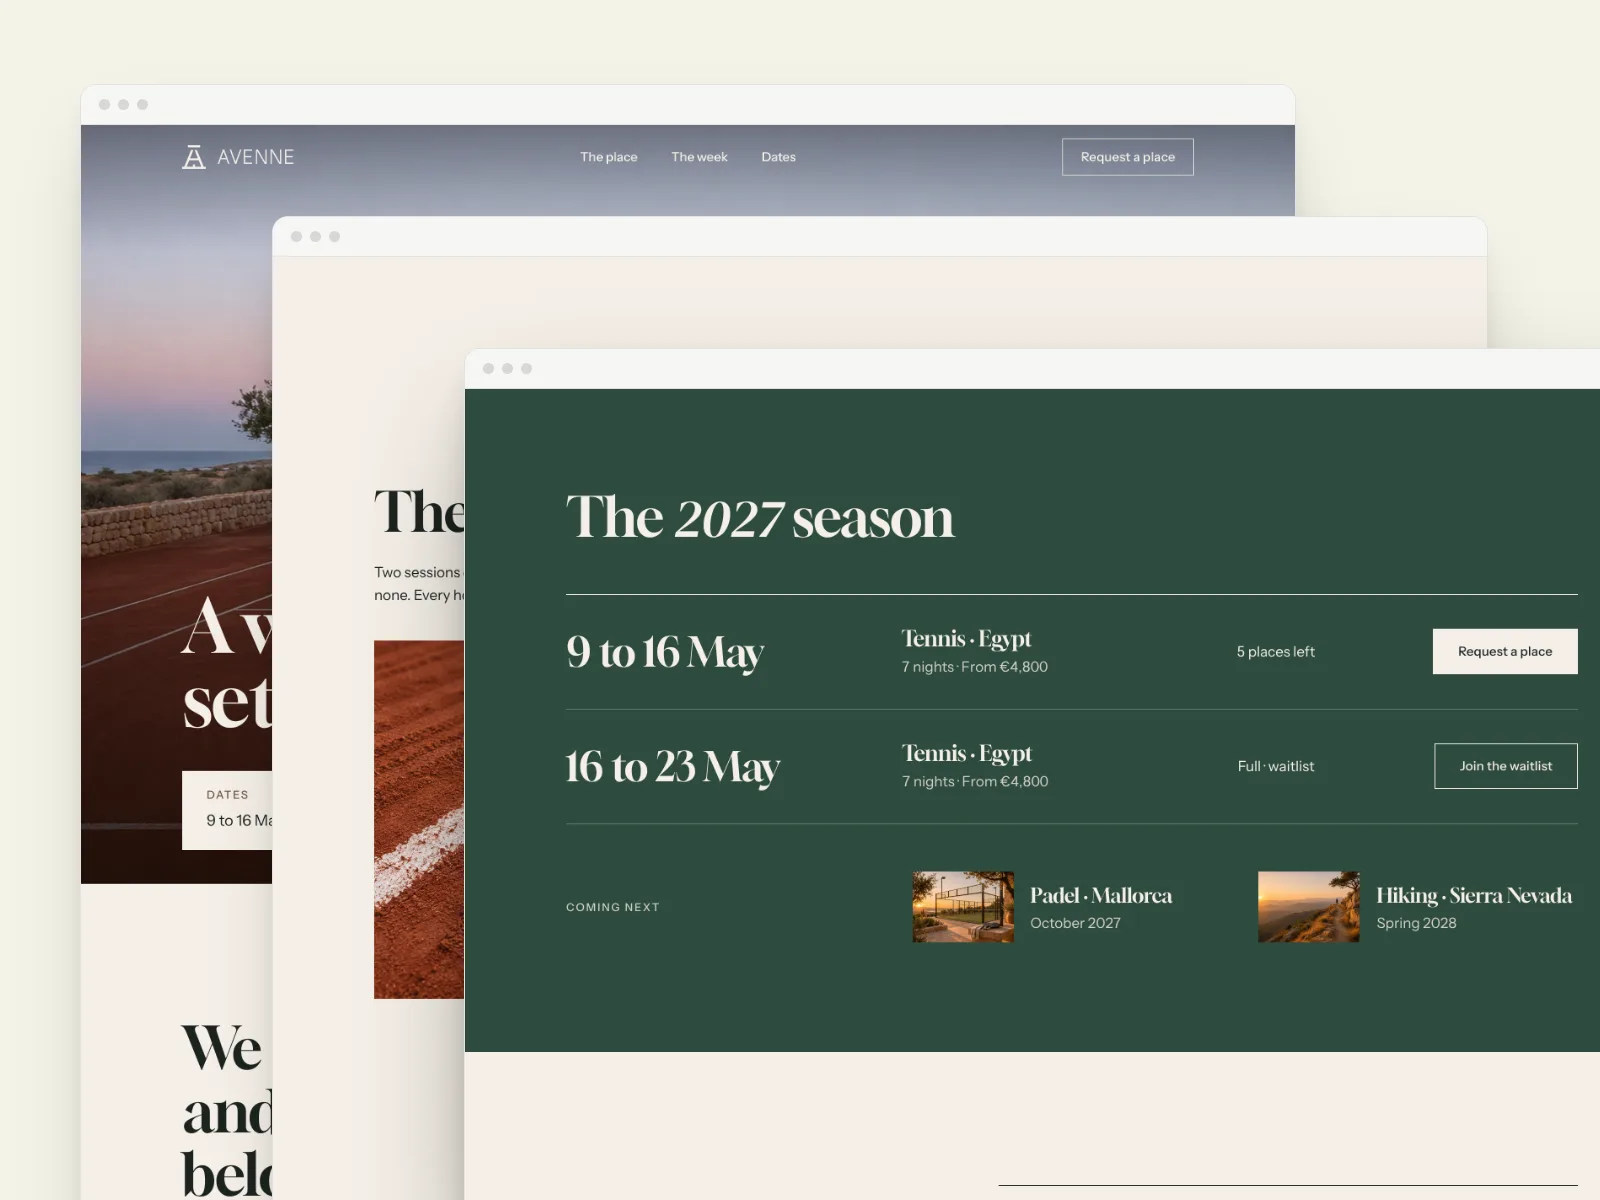 AVENNE
The place
The week
Dates
Request a place
A w
set
DATES
9 to 16 Ma
We
and
belo
The
Two sessions
none. Every h
The 2027 season
9 to 16 May
Tennis · Egypt
7 nights · From €4,800
5 places left
Request a place
16 to 23 May
Tennis · Egypt
7 nights · From €4,800
Full · waitlist
Join the waitlist
COMING NEXT
Padel · Mallorca
October 2027
Hiking · Sierra Nevada
Spring 2028